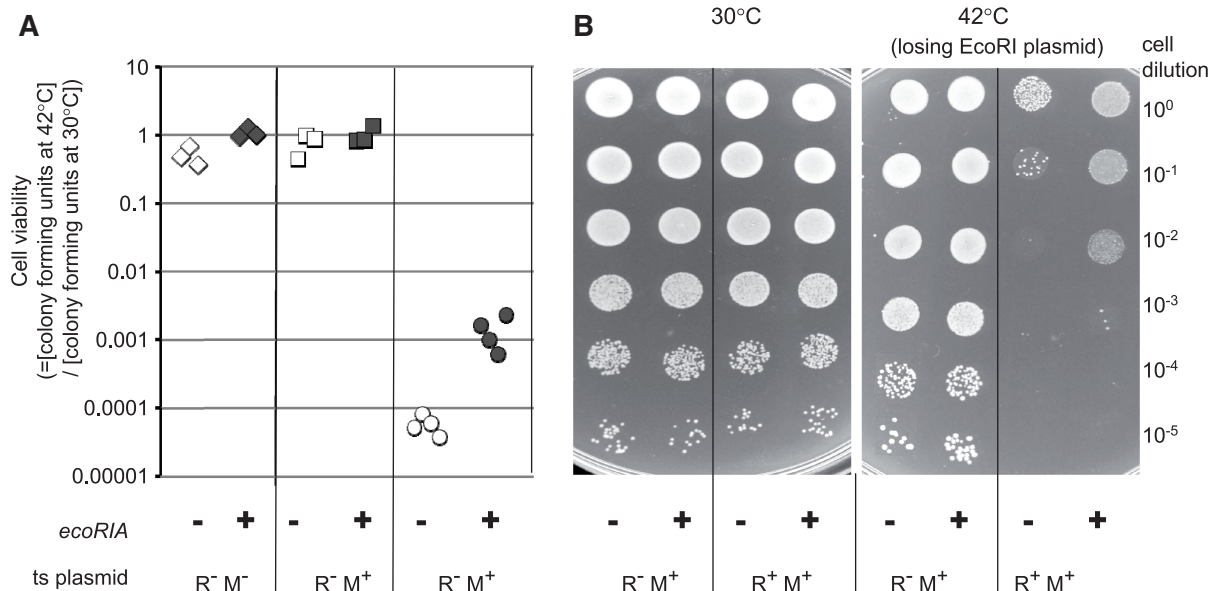 A
B
30°C
42°C
(losing EcoRI plasmid)
cell
dilution
Cell viability
(=[colony forming units at 42°C]
/ [colony forming units at 30°C])
10
1
0.1
0.01
0.001
0.0001
0.00001
10⁰
10⁻¹
10⁻²
10⁻³
10⁻⁴
10⁻⁵
ecoRIA - + - + - + - + - + - + - +
ts plasmid R⁻ M⁻ R⁻ M⁺ R⁻ M⁺ R⁻ M⁺ R⁺ M⁺ R⁻ M⁺ R⁺ M⁺